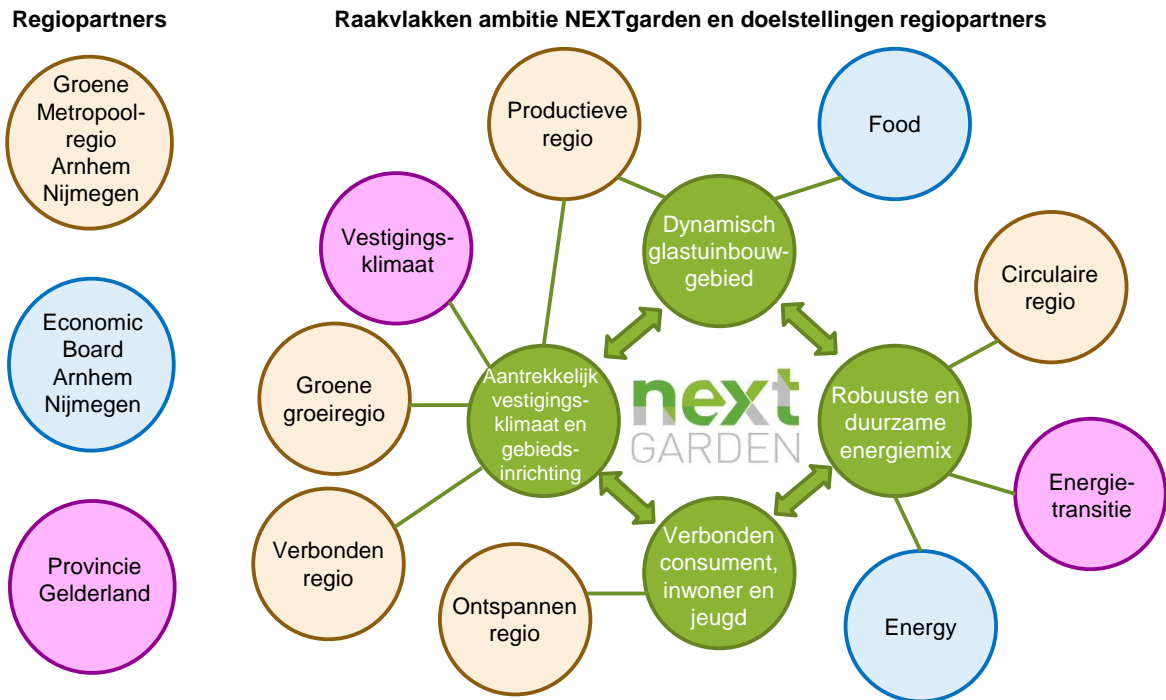 Regiopartners
Raakvlakken ambitie NEXTgarden en doelstellingen regiopartners
Groene
Metropool-
regio
Arnhem
Nijmegen
Economic
Board
Arnhem
Nijmegen
Provincie
Gelderland
Productieve
regio
Food
Vestigings-
klimaat
Dynamisch
glastuinbouw-
gebied
Circulaire
regio
Groene
groeiregio
Aantrekkelijk
vestigings-
klimaat en
gebieds-
inrichting
next
GARDEN
Robuuste en
duurzame
energiemix
Energie-
transitie
Verbonden
regio
Verbonden
consument,
inwoner en
jeugd
Ontspannen
regio
Energy